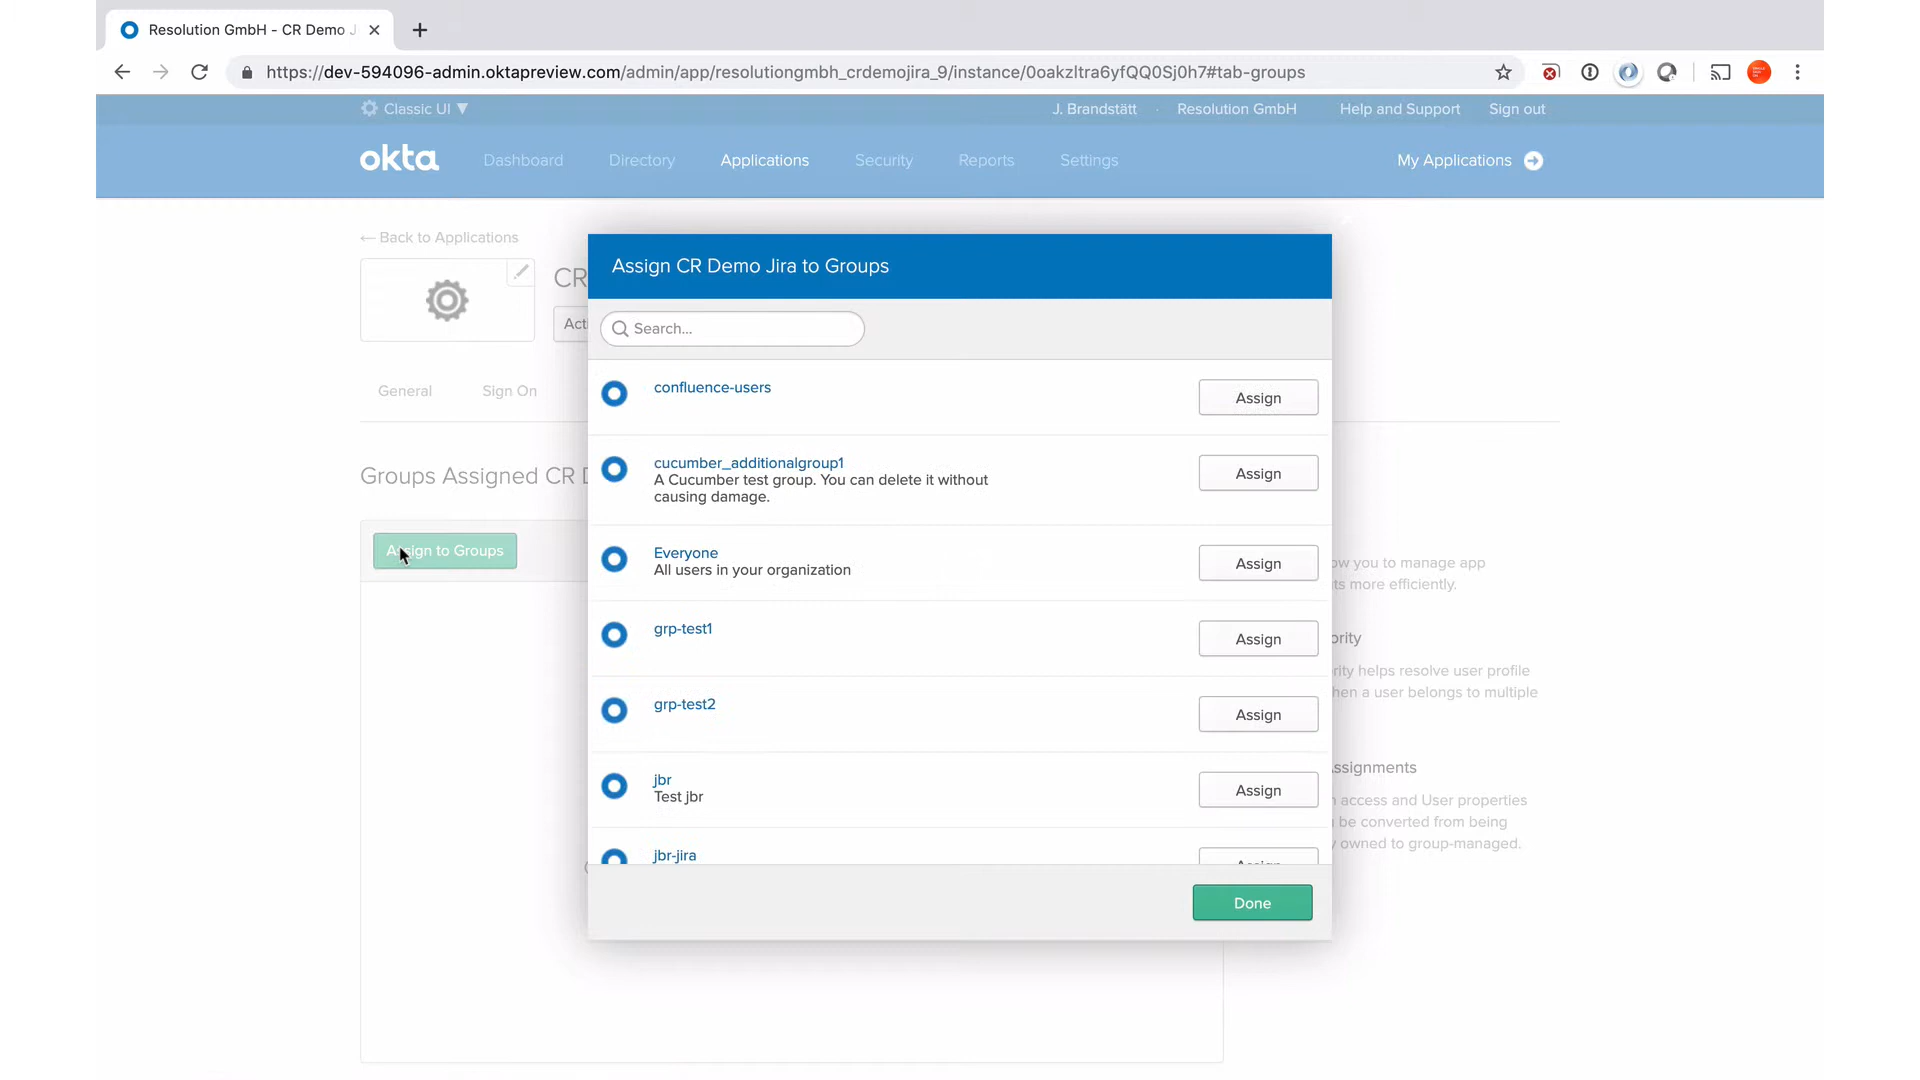 Resolution GmbH - CR Demo J
https://dev-594096-admin.oktapreview.com/admin/app/resolutiongmbh_crdemojira_9/instance/0oakzltra6yfQQ0Sj0h7#tab-groups
Classic UI ▼
J. Brandstätt · Resolution GmbH Help and Support Sign out
okta Dashboard Directory Applications Security Reports Settings My Applications
← Back to Applications
CR
Acti
General Sign On
Groups Assigned CR D
Assign to Groups
Assign CR Demo Jira to Groups
Search...
confluence-users
Assign
cucumber_additionalgroup1
A Cucumber test group. You can delete it without
causing damage.
Assign
Everyone
All users in your organization
Assign
grp-test1
Assign
grp-test2
Assign
jbr
Test jbr
Assign
jbr-jira
Assign
Done
ow you to manage app
ts more efficiently.
ority
rity helps resolve user profile
hen a user belongs to multiple
ssignments
access and User properties
be converted from being
owned to group-managed.